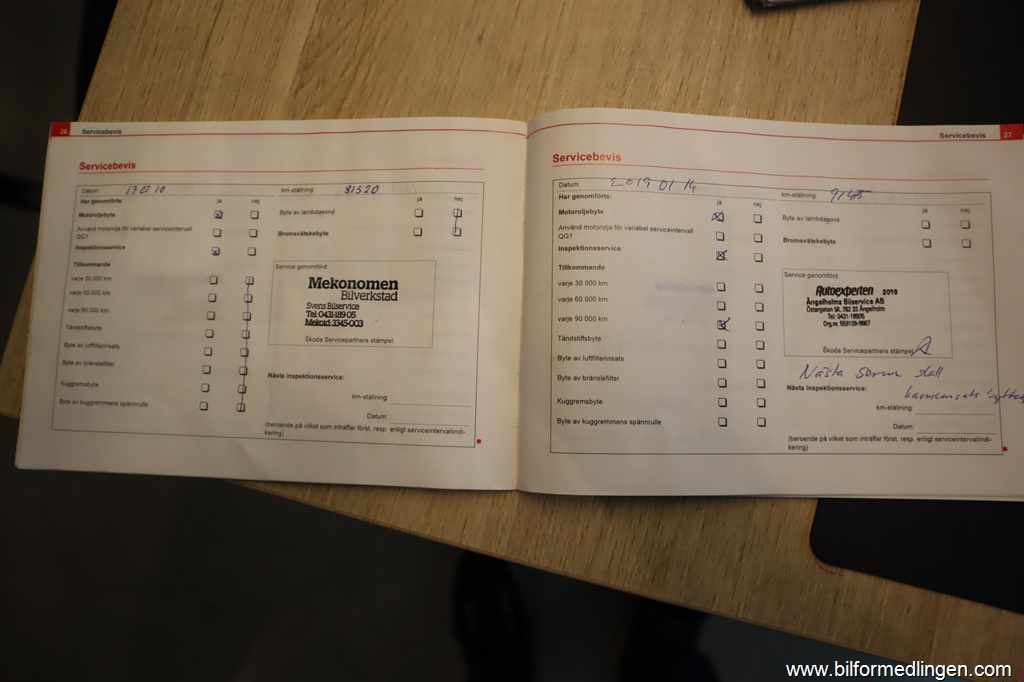 26 Servicebevis
Servicebevis
Datum: 17 03 10 km-ställning: 81520
Har genomförts: ja nej ja nej
Motoroljebyte Byte av lambdasond
Använd motorolja för variabel serviceintervall
QG1 Bromsvätskebyte
Inspektionsservice
Tillkommande
varje 30 000 km
varje 60 000 km
varje 90 000 km
Tändstiftsbyte
Byte av luftfilterinsats
Byte av bränslefilter
Kuggremsbyte
Byte av kuggremmens spännrulle
Service genomförd:
Mekonomen
Bilverkstad
Svens Bilservice
Tel: 0431-189 05
Mekoid: 3345-003
Škoda Servicepartners stämpel
Nästa inspektionsservice:
km-ställning:
Datum:
(beroende på vilket som inträffar först, resp. enligt serviceintervallindi-
kering)
Servicebevis 27
Servicebevis
Datum: 2019 01 14 km-ställning:
Har genomförts: ja nej ja nej
Motoroljebyte Byte av lambdasond
Använd motorolja för variabel serviceintervall
QG1 Bromsvätskebyte
Inspektionsservice
Tillkommande
varje 30 000 km
varje 60 000 km
varje 90 000 km
Tändstiftsbyte
Byte av luftfilterinsats
Byte av bränslefilter
Kuggremsbyte
Byte av kuggremmens spännrulle
Service genomförd:
Autoexperten 2019
Ängelholms Bilservice AB
Östergatan 56, 262 33 Ängelholm
Tel: 0431-18905
Org.nr. 559109-9667
Škoda Servicepartners stämpel
Nästa skall
Nästa inspektionsservice:
km-ställning:
Datum:
(beroende på vilket som inträffar först, resp. enligt serviceintervallindi-
kering)
www.bilformedlingen.com